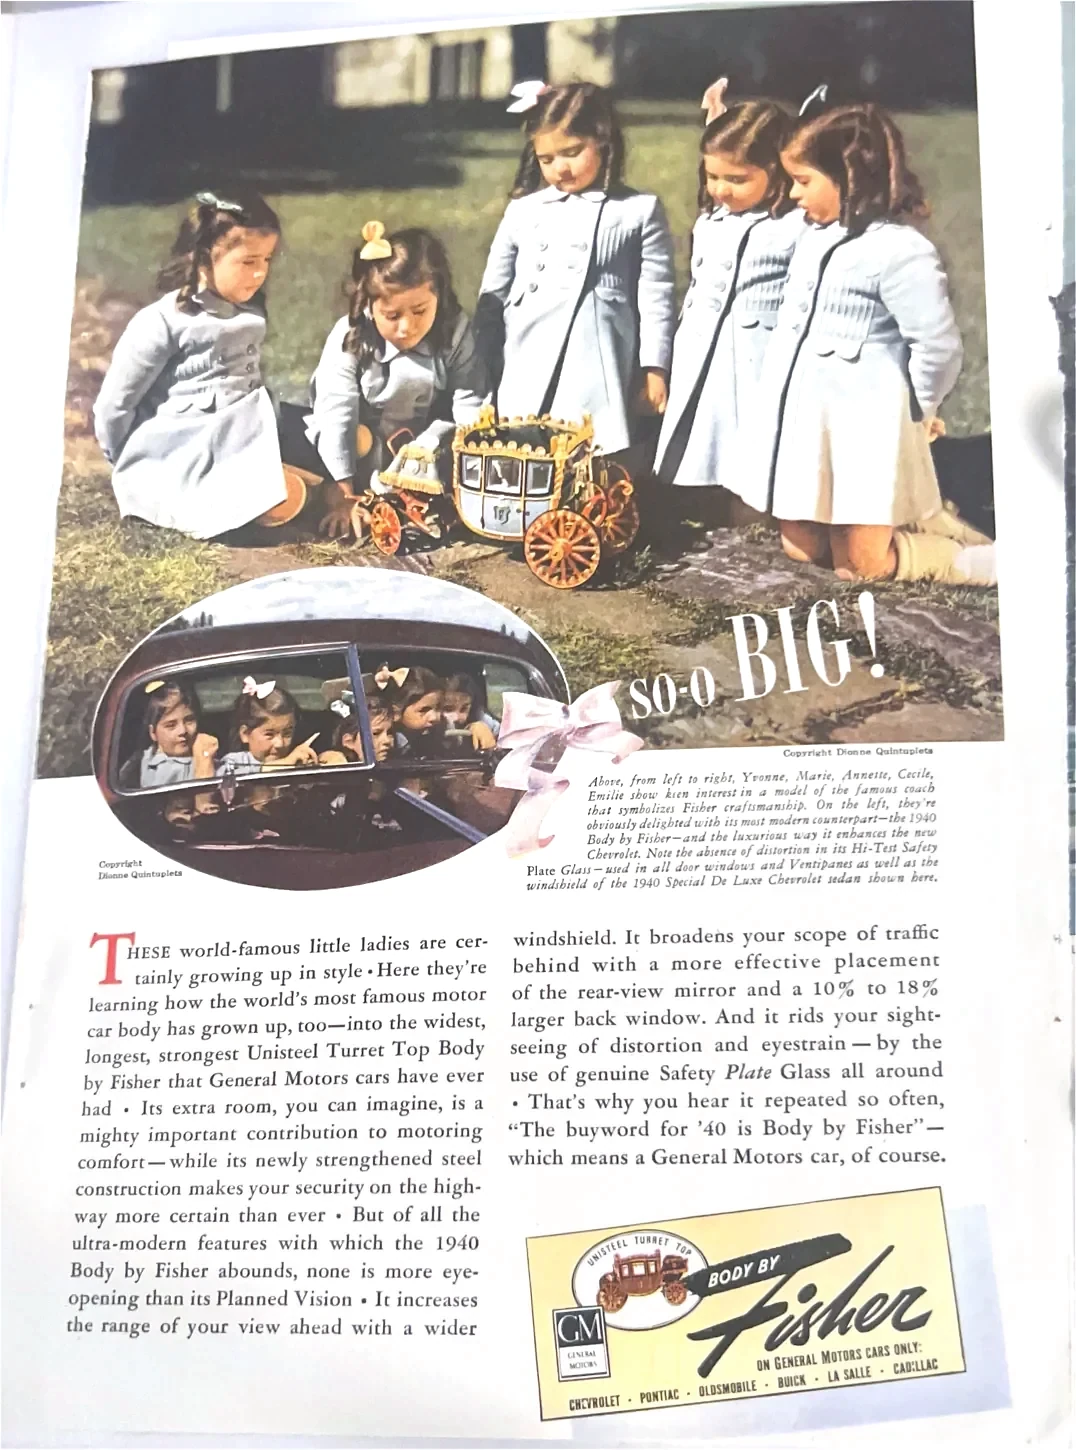 SO-O BIG!
Copyright Dionne Quintuplets
Above, from left to right, Yvonne, Marie, Annette, Cecile,
Emilie show keen interest in a model of the famous coach
that symbolizes Fisher craftsmanship. On the left, they're
obviously delighted with its most modern counterpart—the 1940
Body by Fisher—and the luxurious way it enhances the new
Chevrolet. Note the absence of distortion in its Hi-Test Safety
Plate Glass—used in all door windows and Ventipanes as well as the
windshield of the 1940 Special De Luxe Chevrolet sedan shown here.
Copyright
Dionne Quintuplets
THESE world-famous little ladies are cer-
tainly growing up in style • Here they're
learning how the world's most famous motor
car body has grown up, too—into the widest,
longest, strongest Unisteel Turret Top Body
by Fisher that General Motors cars have ever
had • Its extra room, you can imagine, is a
mighty important contribution to motoring
comfort—while its newly strengthened steel
construction makes your security on the high-
way more certain than ever • But of all the
ultra-modern features with which the 1940
Body by Fisher abounds, none is more eye-
opening than its Planned Vision • It increases
the range of your view ahead with a wider
windshield. It broadens your scope of traffic
behind with a more effective placement
of the rear-view mirror and a 10% to 18%
larger back window. And it rids your sight-
seeing of distortion and eyestrain—by the
use of genuine Safety Plate Glass all around
• That's why you hear it repeated so often,
"The buyword for '40 is Body by Fisher"—
which means a General Motors car, of course.
UNISTEEL TURRET TOP
BODY BY
Fisher
GM
GENERAL
MOTORS
ON GENERAL MOTORS CARS ONLY:
CHEVROLET · PONTIAC · OLDSMOBILE · BUICK · LA SALLE · CADILLAC